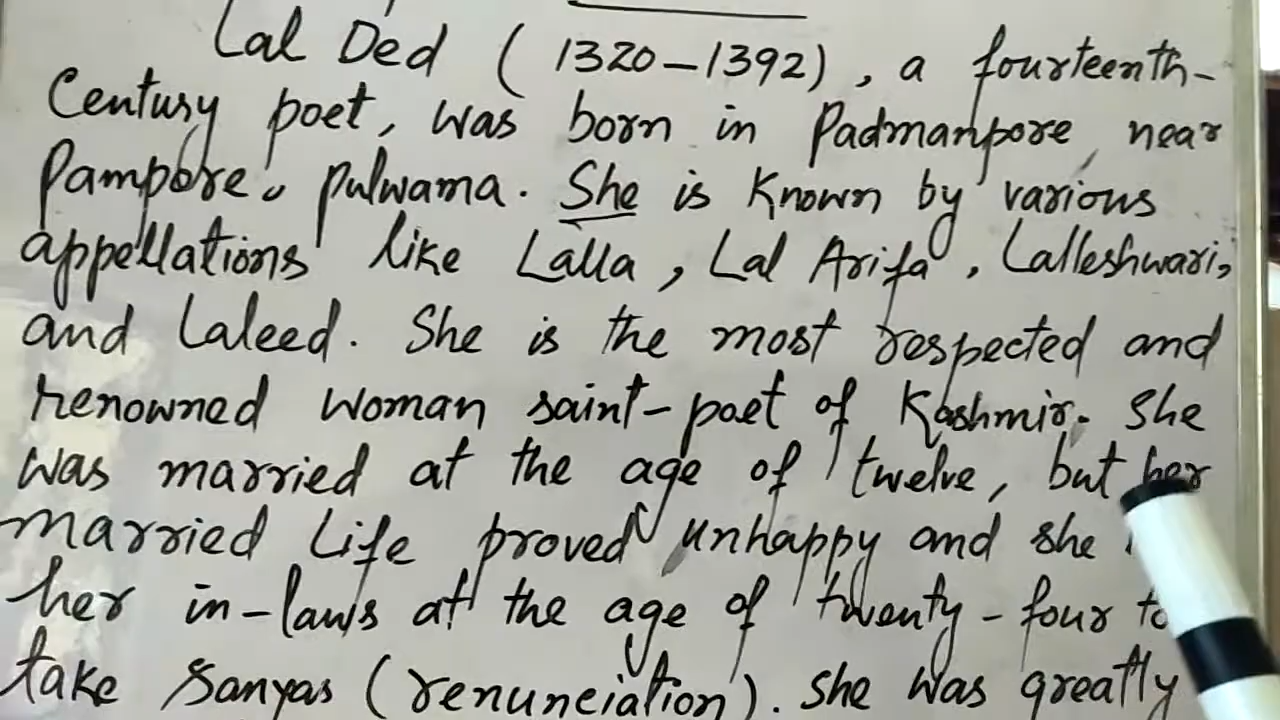 Lal Ded (1320-1392), a fourteenth-
Century poet, was born in Padmanpore, near
Pampore, Pulwama. She is known by various
appellations like Lalla, Lal Arifa, Lalleshwari,
and Laleed. She is the most respected and
renowned woman saint-poet of Kashmir. She
was married at the age of twelve, but her
married life proved unhappy and she
her in-laws at the age of twenty-four to
take Sanyas (renunciation). She was greatly